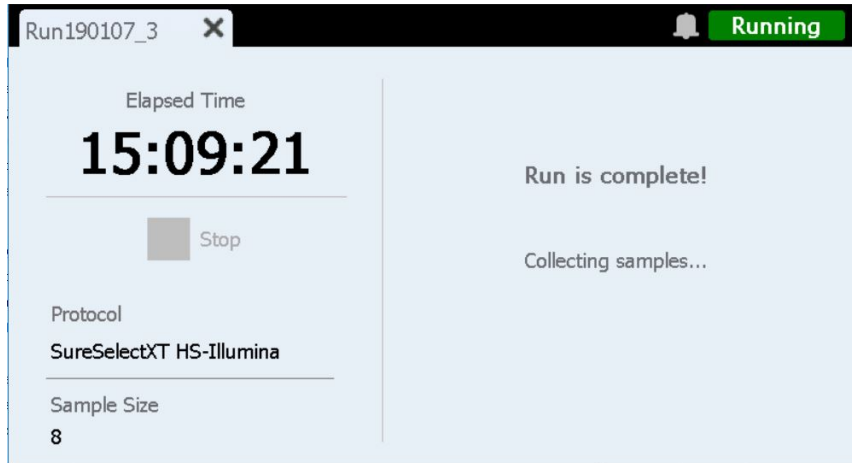 Run190107_3
Running
Elapsed Time
15:09:21
Stop
Protocol
SureSelectXT HS-Illumina
Sample Size
8
Run is complete!
Collecting samples...